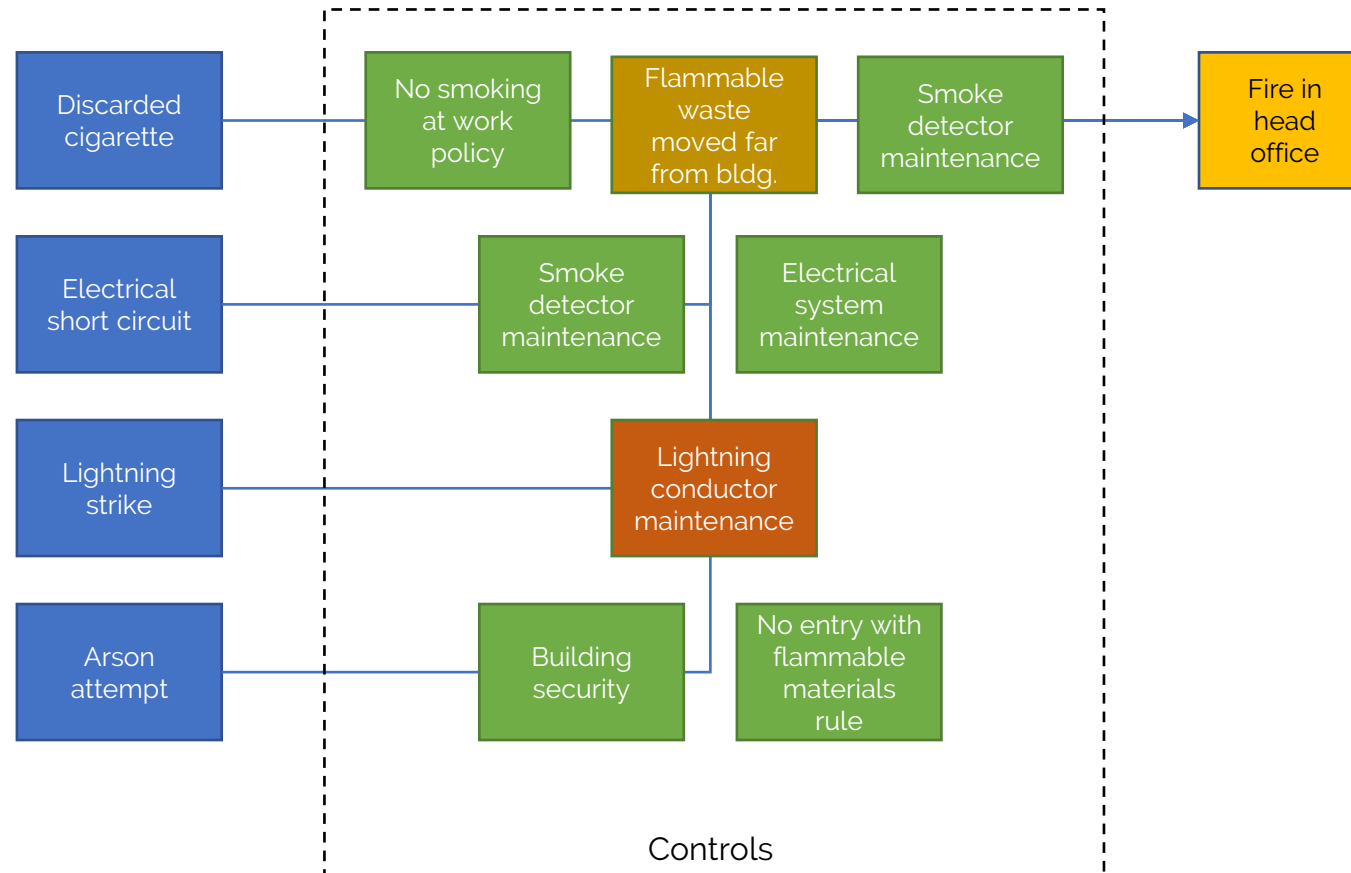 Discarded
cigarette
No smoking
at work
policy
Flammable
waste
moved far
from bldg.
Smoke
detector
maintenance
Fire in
head
office
Electrical
short circuit
Smoke
detector
maintenance
Electrical
system
maintenance
Lightning
strike
Lightning
conductor
maintenance
Arson
attempt
Building
security
No entry with
flammable
materials
rule
Controls